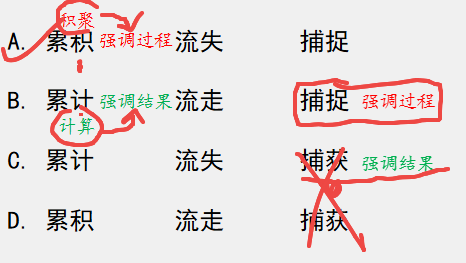 积聚
A. 累积 强调过程 流失 捕捉
B. 累计 强调结果 流走 捕捉 强调过程
计算
C. 累计 流失 捕获 强调结果
D. 累积 流走 捕获